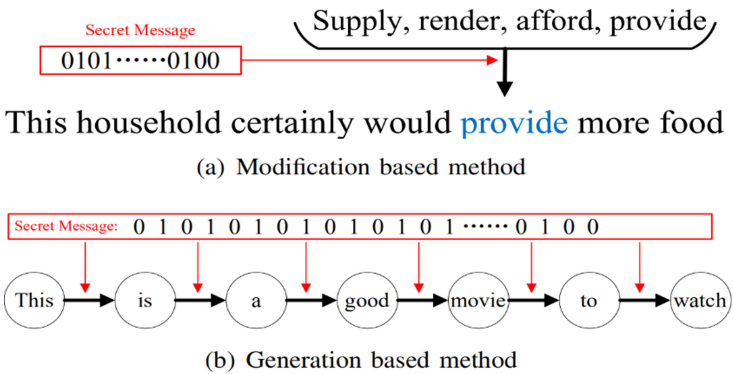 Supply, render, afford, provide
Secret Message
0101······0100
This household certainly would provide more food
(a) Modification based method
Secret Message: 0 1 0 1 0 1 0 1 0 1 0 1 0 1 ······ 0 1 0 0
This is a good movie to watch
(b) Generation based method